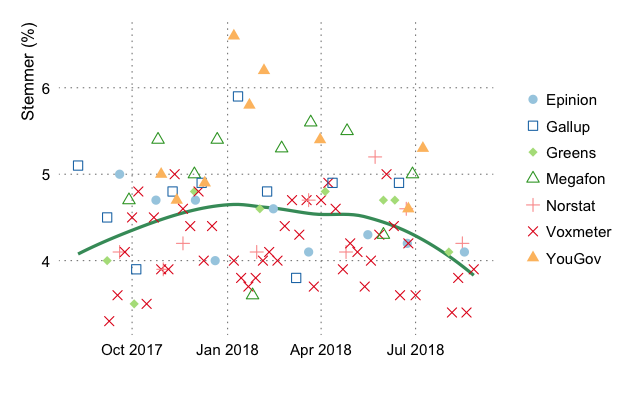 Stemmer (%)
6
5
4
Oct 2017
Jan 2018
Apr 2018
Jul 2018
Epinion
Gallup
Greens
Megafon
Norstat
Voxmeter
YouGov